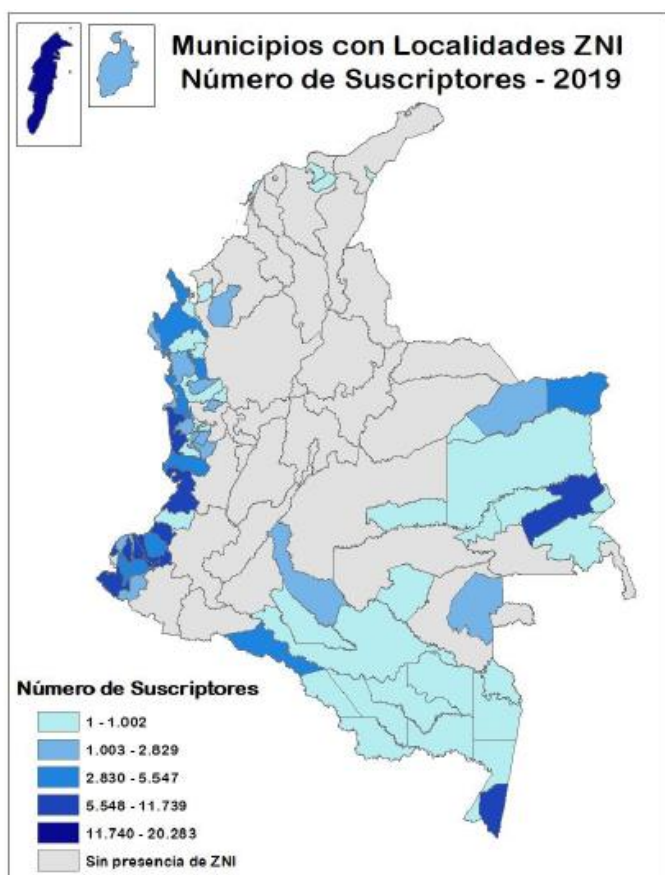 Municipios con Localidades ZNI
Número de Suscriptores - 2019
Número de Suscriptores
1 - 1.002
1.003 - 2.829
2.830 - 5.547
5.548 - 11.739
11.740 - 20.283
Sin presencia de ZNI